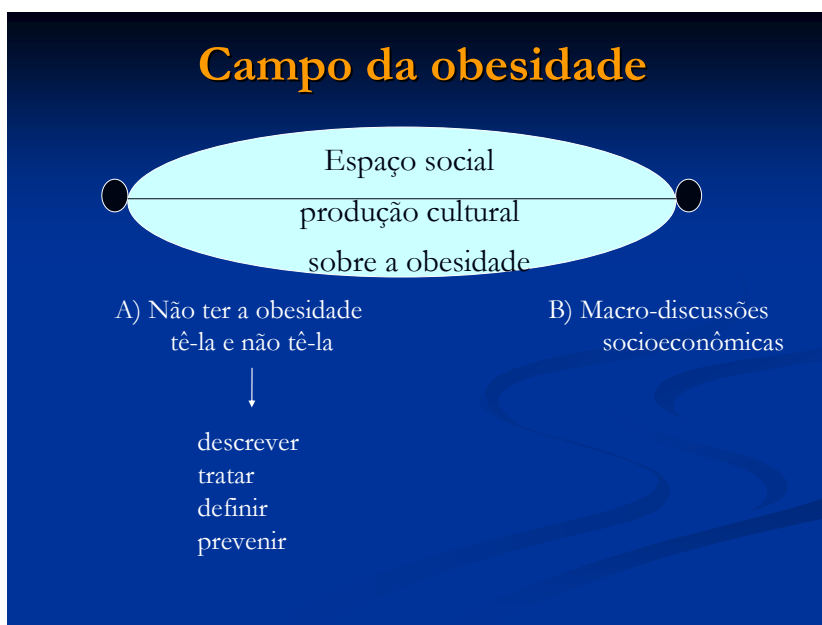 Campo da obesidade
Espaço social
produção cultural
sobre a obesidade
A) Não ter a obesidade
tê-la e não tê-la
B) Macro-discussões
socioeconômicas
descrever
tratar
definir
prevenir